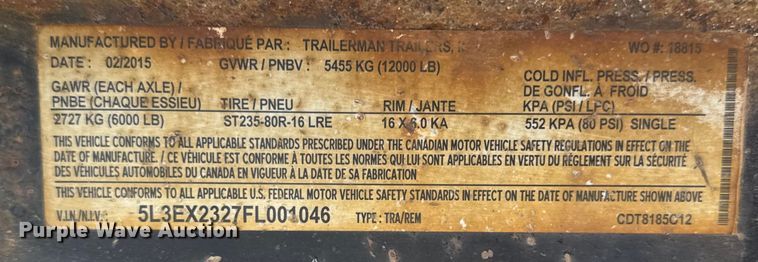 MANUFACTURED BY / FABRIQUÉ PAR : TRAILERMAN TRAILERS, I WO #: 18815
DATE : 02/2015 GVWR / PNBV : 5455 KG (12000 LB)
GAWR (EACH AXLE) / COLD INFL. PRESS. / PRESS.
PNBE (CHAQUE ESSIEU) TIRE / PNEU RIM / JANTE DE GONFL. À FROID
KPA (PSI / LPC)
2727 KG (6000 LB) ST235-80R-16 LRE 16 X 6.0 KA 552 KPA (80 PSI) SINGLE
THIS VEHICLE CONFORMS TO ALL APPLICABLE STANDARDS PRESCRIBED UNDER THE CANADIAN MOTOR VEHICLE SAFETY REGULATIONS IN EFFECT ON THE
DATE OF MANUFACTURE. / CE VÉHICULE EST CONFORME À TOUTES LES NORMES QUI LUI SONT APPLICABLES EN VERTU DU RÈGLEMENT SUR LA SÉCURITÉ
DES VÉHICULES AUTOMOBILES DU CANADA EN VIGUEUR À LA DATE DE SA FABRICATION
THIS VEHICLE CONFORMS TO ALL APPLICABLE U.S. FEDERAL MOTOR VEHICLE SAFETY STANDARDS IN EFFECT ON THE DATE OF MANUFACTURE SHOWN ABOVE
V.I.N./N.I.V.: 5L3EX2327FL001046 TYPE : TRA/REM CDT8185C12
Purple Wave Auction
Purple Wave Auction